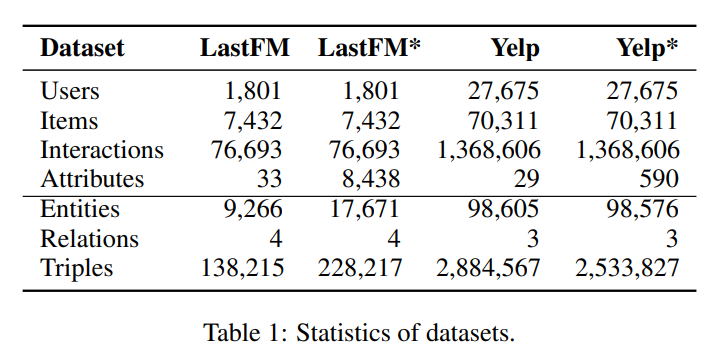 Dataset LastFM LastFM* Yelp Yelp*
Users 1,801 1,801 27,675 27,675
Items 7,432 7,432 70,311 70,311
Interactions 76,693 76,693 1,368,606 1,368,606
Attributes 33 8,438 29 590
Entities 9,266 17,671 98,605 98,576
Relations 4 4 3 3
Triples 138,215 228,217 2,884,567 2,533,827
Table 1: Statistics of datasets.